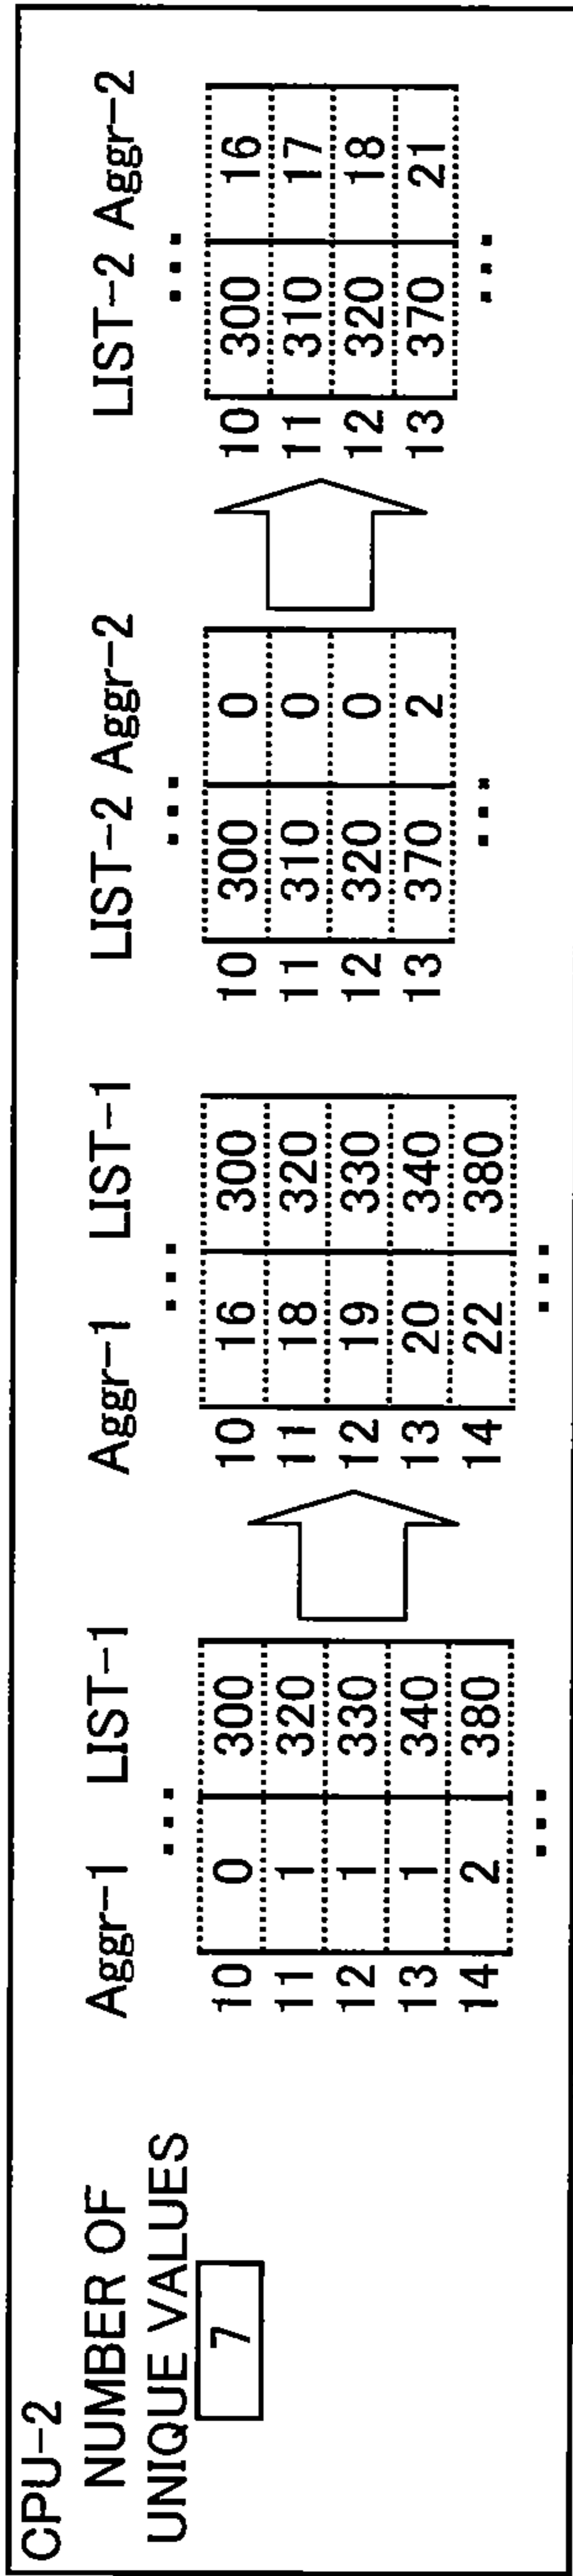 CPU-2
NUMBER OF
UNIQUE VALUES
7
Aggr-1 LIST-1
...
10 0 300
11 1 320
12 1 330
13 1 340
14 2 380
...
Aggr-1 LIST-1
...
10 16 300
11 18 320
12 19 330
13 20 340
14 22 380
...
LIST-2 Aggr-2
...
10 300 0
11 310 0
12 320 0
13 370 2
...
LIST-2 Aggr-2
...
10 300 16
11 310 17
12 320 18
13 370 21
...